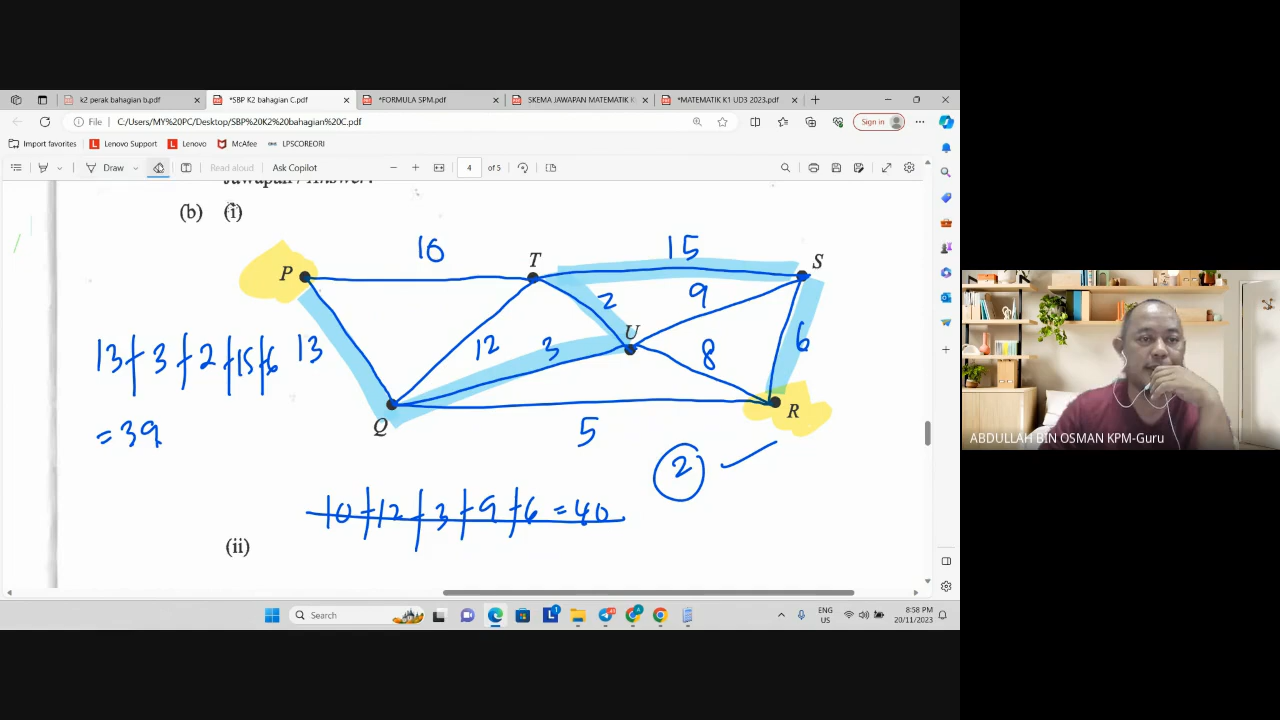 k2 perak bahagian b.pdf
*SBP K2 bahagian C.pdf
*FORMULA SPM.pdf
SKEMA JAWAPAN MATEMATIK K
*MATEMATIK K1 UD3 2023.pdf
File
C:/Users/MY%20PC/Desktop/SBP%20K2%20bahagian%20C.pdf
Sign in
Import favorites
Lenovo Support
Lenovo
McAfee
LPSCOREORI
Draw
Read aloud
Ask Copilot
4
of 5
Jawapan / Answer :
(b) (i)
10
15
P
T
S
2
9
U
13
12
3
8
6
13+3+2+15+6
= 39
Q
R
5
2
10+12+3+9+6 = 40
(ii)
ABDULLAH BIN OSMAN KPM-Guru
Search
ENG
US
8:58 PM
20/11/2023